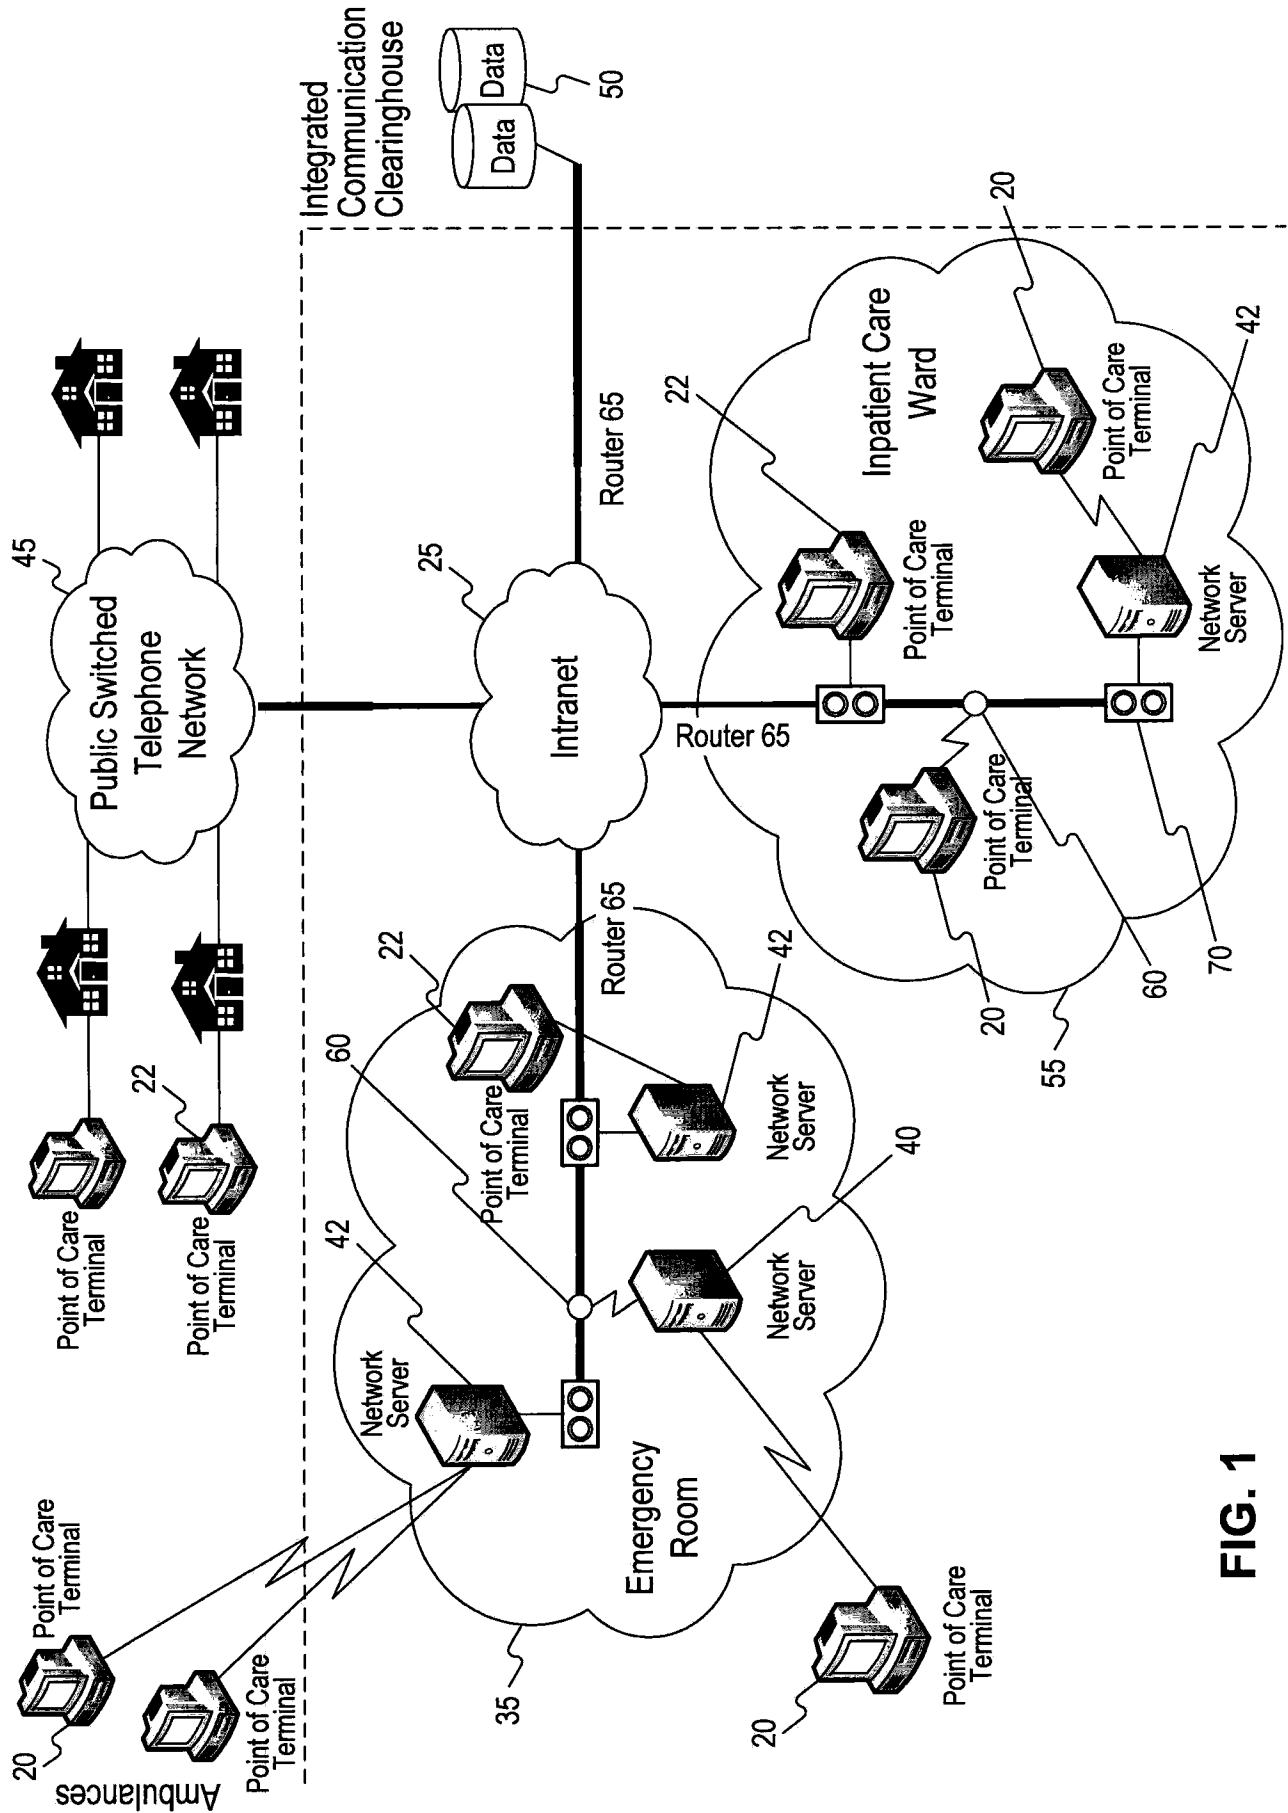 Ambulances
20
Point of Care
Terminal
Point of Care
Terminal
Point of Care
Terminal
22
Point of Care
Terminal
45
Public Switched
Telephone
Network
Integrated
Communication
Clearinghouse
Data
Data
50
25
Intranet
Router 65
Router 65
Router 65
35
Emergency
Room
42
Network
Server
60
22
Point of Care
Terminal
42
Network
Server
40
Network
Server
20
Point of Care
Terminal
Inpatient Care
Ward
22
Point of Care
Terminal
20
Point of Care
Terminal
42
Network
Server
Point of Care
Terminal
20
55
60
70
FIG. 1